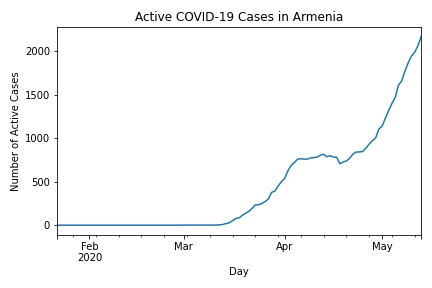 Active COVID-19 Cases in Armenia
Number of Active Cases
2000
1500
1000
500
0
Feb
2020
Mar
Apr
May
Day